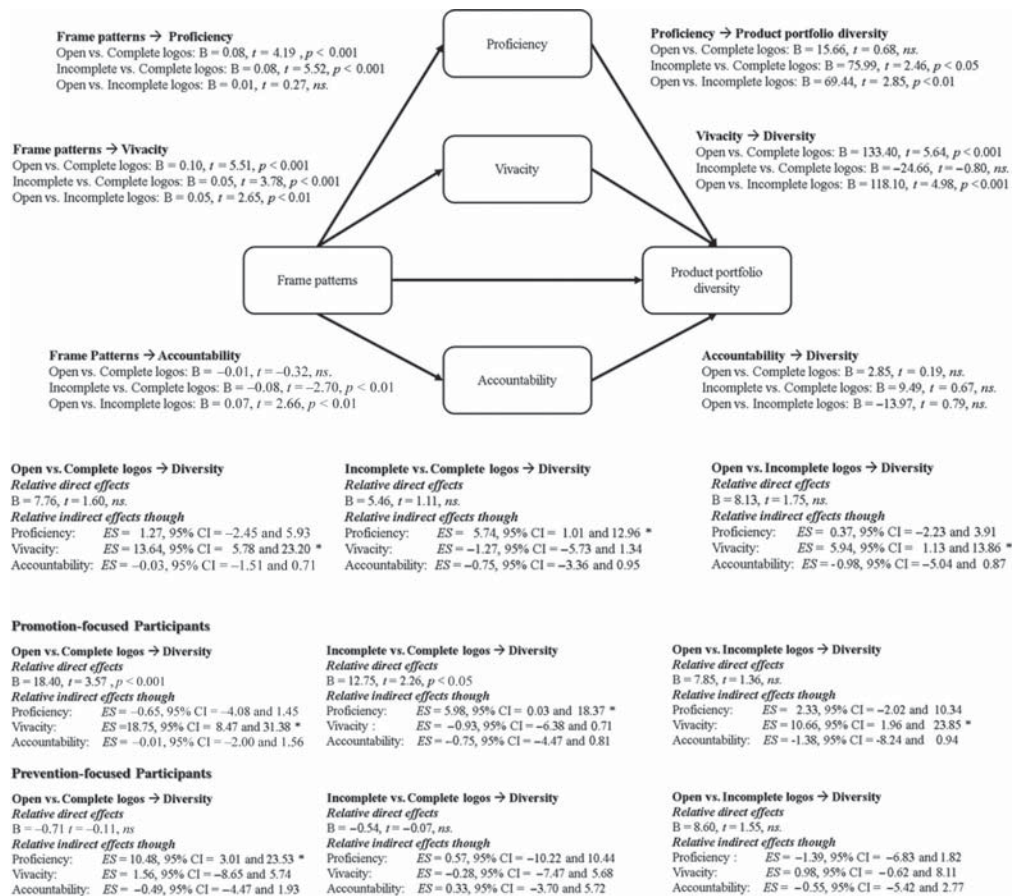 Frame patterns → Proficiency
Open vs. Complete logos: B = 0.08, t = 4.19 , p < 0.001
Incomplete vs. Complete logos: B = 0.08, t = 5.52, p < 0.001
Open vs. Incomplete logos: B = 0.01, t = 0.27, ns.
Proficiency
Proficiency → Product portfolio diversity
Open vs. Complete logos: B = 15.66, t = 0.68, ns.
Incomplete vs. Complete logos: B = 75.99, t = 2.46, p < 0.05
Open vs. Incomplete logos: B = 69.44, t = 2.85, p < 0.01
Frame patterns → Vivacity
Open vs. Complete logos: B = 0.10, t = 5.51, p < 0.001
Incomplete vs. Complete logos: B = 0.05, t = 3.78, p < 0.001
Open vs. Incomplete logos: B = 0.05, t = 2.65, p < 0.01
Vivacity
Vivacity → Diversity
Open vs. Complete logos: B = 133.40, t = 5.64, p < 0.001
Incomplete vs. Complete logos: B = −24.66, t = −0.80, ns.
Open vs. Incomplete logos: B = 118.10, t = 4.98, p < 0.001
Frame patterns
Product portfolio
diversity
Frame Patterns → Accountability
Open vs. Complete logos: B = −0.01, t = −0.32, ns.
Incomplete vs. Complete logos: B = −0.08, t = −2.70, p < 0.01
Open vs. Incomplete logos: B = 0.07, t = 2.66, p < 0.01
Accountability
Accountability → Diversity
Open vs. Complete logos: B = 2.85, t = 0.19, ns.
Incomplete vs. Complete logos: B = 9.49, t = 0.67, ns.
Open vs. Incomplete logos: B = -13.97, t = 0.79, ns.
Open vs. Complete logos → Diversity
Relative direct effects
B = 7.76, t = 1.60, ns.
Relative indirect effects though
Proficiency: ES = 1.27, 95% CI = −2.45 and 5.93
Vivacity: ES = 13.64, 95% CI = 5.78 and 23.20 *
Accountability: ES = −0.03, 95% CI = −1.51 and 0.71
Incomplete vs. Complete logos → Diversity
Relative direct effects
B = 5.46, t = 1.11, ns.
Relative indirect effects though
Proficiency: ES = 5.74, 95% CI = 1.01 and 12.96 *
Vivacity: ES = −1.27, 95% CI = −5.73 and 1.34
Accountability: ES = −0.75, 95% CI = −3.36 and 0.95
Open vs. Incomplete logos → Diversity
Relative direct effects
B = 8.13, t = 1.75, ns.
Relative indirect effects though
Proficiency: ES = 0.37, 95% CI = −2.23 and 3.91
Vivacity: ES = 5.94, 95% CI = 1.13 and 13.86 *
Accountability: ES = -0.98, 95% CI = −5.04 and 0.87
Promotion-focused Participants
Open vs. Complete logos → Diversity
Relative direct effects
B = 18.40, t = 3.57 , p < 0.001
Relative indirect effects though
Proficiency: ES = −0.65, 95% CI = −4.08 and 1.45
Vivacity: ES =18.75, 95% CI = 8.47 and 31.38 *
Accountability: ES = −0.01, 95% CI = −2.00 and 1.56
Incomplete vs. Complete logos → Diversity
Relative direct effects
B = 12.75, t = 2.26, p < 0.05
Relative indirect effects though
Proficiency: ES = 5.98, 95% CI = 0.03 and 18.37 *
Vivacity : ES = −0.93, 95% CI = −6.38 and 0.71
Accountability: ES = −0.75, 95% CI = −4.47 and 0.81
Open vs. Incomplete logos → Diversity
Relative direct effects
B = 7.85, t = 1.36, ns.
Relative indirect effects though
Proficiency: ES = 2.33, 95% CI = −2.02 and 10.34
Vivacity: ES = 10.66, 95% CI = 1.96 and 23.85 *
Accountability: ES = -1.38, 95% CI = −8.24 and 0.94
Prevention-focused Participants
Open vs. Complete logos → Diversity
Relative direct effects
B = −0.71 t = −0.11, ns
Relative indirect effects though
Proficiency: ES = 10.48, 95% CI = 3.01 and 23.53 *
Vivacity: ES = 1.56, 95% CI = −8.65 and 5.74
Accountability: ES = −0.49, 95% CI = −4.47 and 1.93
Incomplete vs. Complete logos → Diversity
Relative direct effects
B = −0.54, t = −0.07, ns.
Relative indirect effects though
Proficiency: ES = 0.57, 95% CI = −10.22 and 10.44
Vivacity: ES = −0.28, 95% CI = −7.47 and 5.68
Accountability: ES = 0.33, 95% CI = −3.70 and 5.72
Open vs. Incomplete logos → Diversity
Relative direct effects
B = 8.60, t = 1.55, ns.
Relative indirect effects though
Proficiency : ES = −1.39, 95% CI = −6.83 and 1.82
Vivacity: ES = 0.98, 95% CI = −0.62 and 8.11
Accountability: ES = −0.55, 95% CI = −5.42 and 2.77